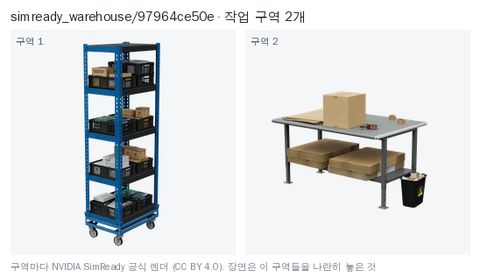 simready_warehouse/97964ce50e · 작업 구역 2개
구역 1
구역 2
구역마다 NVIDIA SimReady 공식 렌더 (CC BY 4.0). 장면은 이 구역들을 나란히 놓은 것